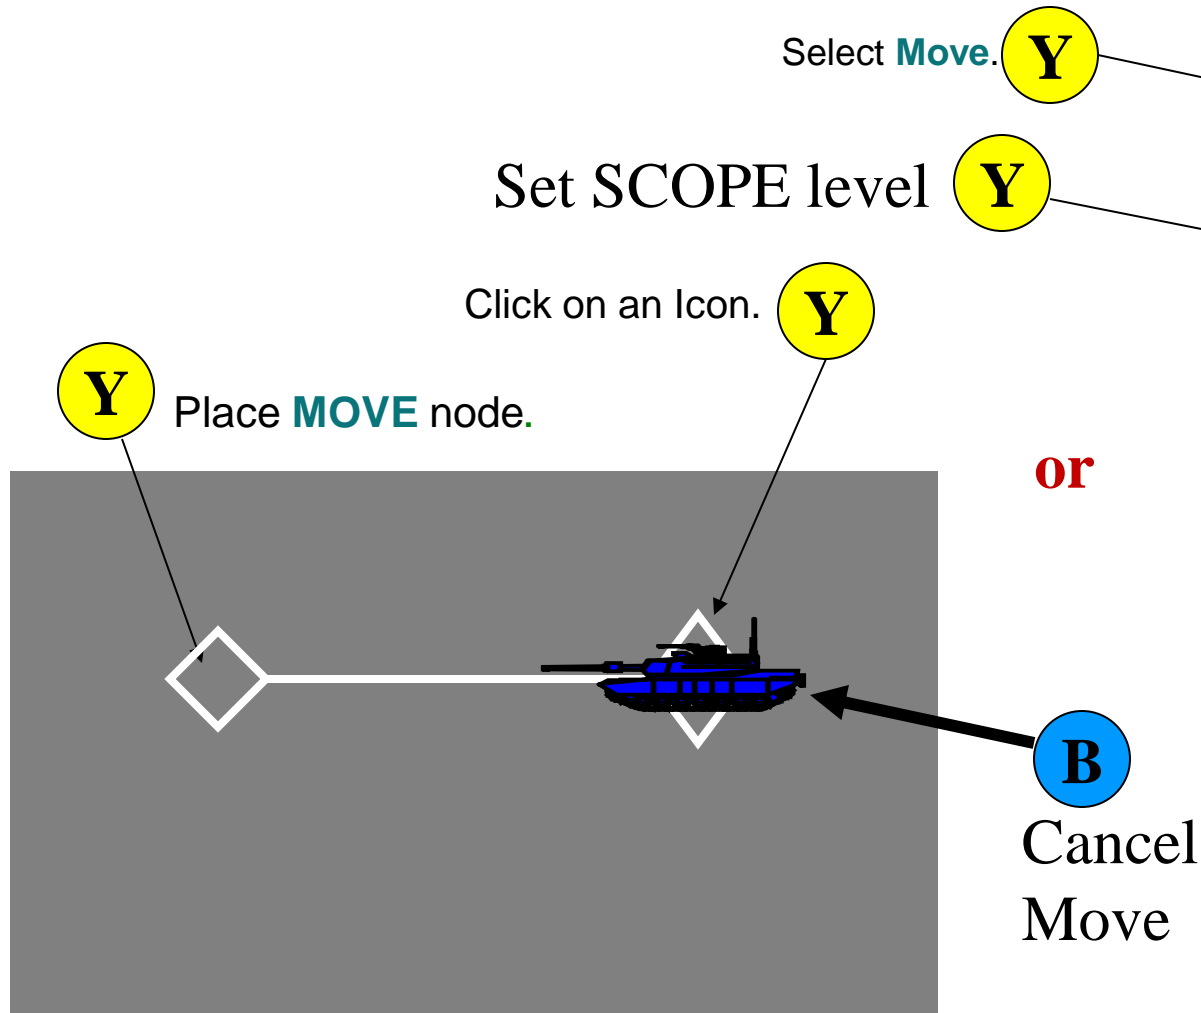 Select Move. Y
Set SCOPE level Y
Click on an Icon. Y
Y Place MOVE node.
or
B
Cancel
Move